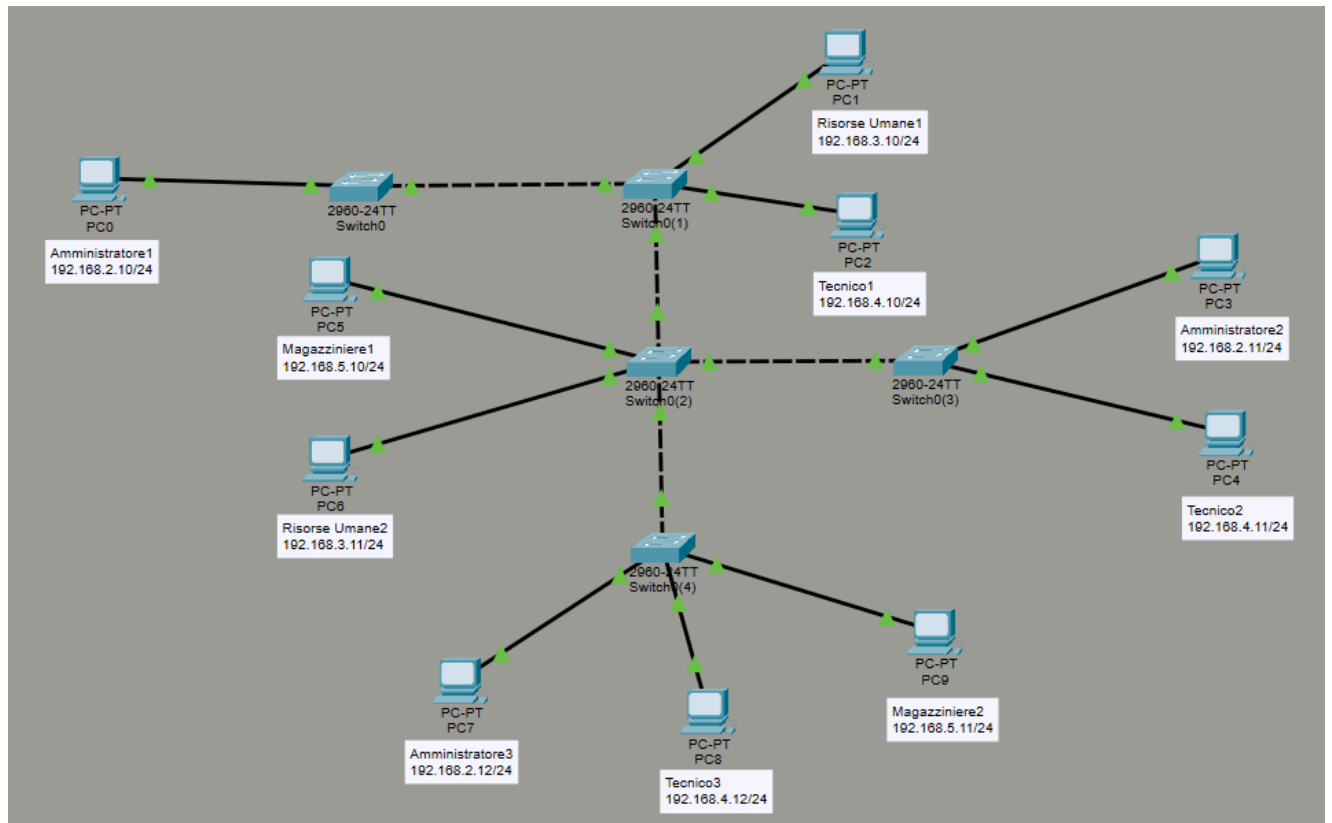 PC-PT
PC1
Risorse Umane1
192.168.3.10/24
PC-PT
PC0
Amministratore1
192.168.2.10/24
2960-24TT
Switch0
2960-24TT
Switch0(1)
PC-PT
PC2
Tecnico1
192.168.4.10/24
PC-PT
PC5
Magazziniere1
192.168.5.10/24
PC-PT
PC3
Amministratore2
192.168.2.11/24
2960-24TT
Switch0(2)
2960-24TT
Switch0(3)
PC-PT
PC6
Risorse Umane2
192.168.3.11/24
PC-PT
PC4
Tecnico2
192.168.4.11/24
2960-24TT
Switch0(4)
PC-PT
PC7
Amministratore3
192.168.2.12/24
PC-PT
PC8
Tecnico3
192.168.4.12/24
PC-PT
PC9
Magazziniere2
192.168.5.11/24